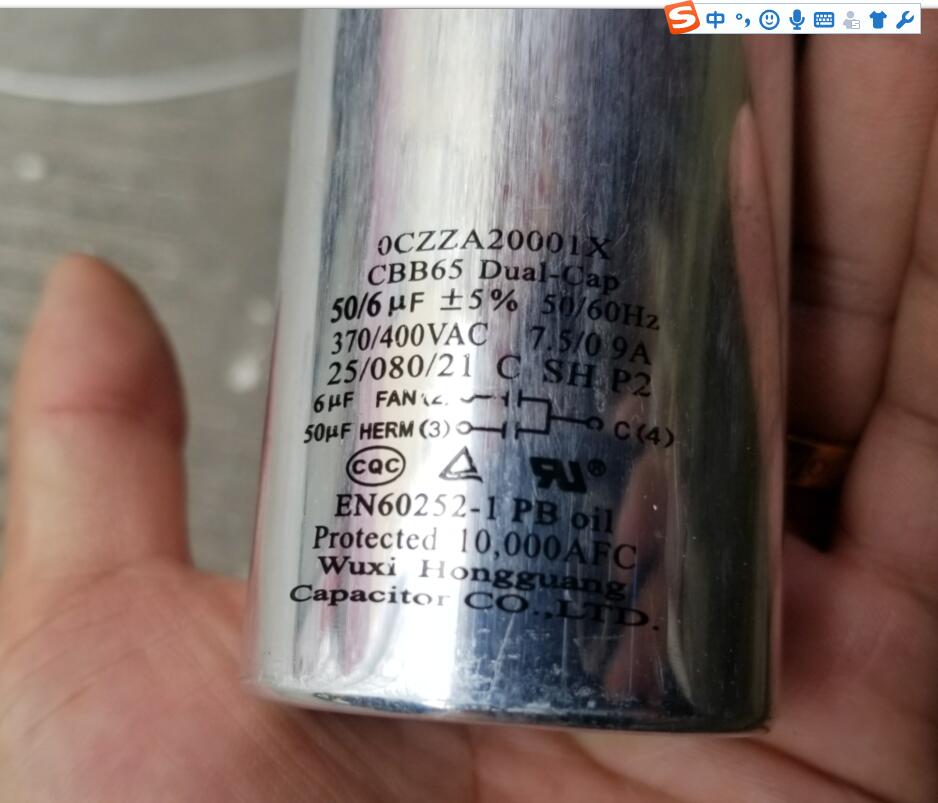 中
0CZZA20001X
CBB65 Dual-Cap
50/6 μF ±5% 50/60Hz
370/400VAC 7.5/0.9A
25/080/21 C SH P2
6μF FAN
50μF HERM (3) C(4)
CQC
EN60252-1 PB oil
Protected 10,000AFC
Wuxi Hongguang
Capacitor CO.,LTD.